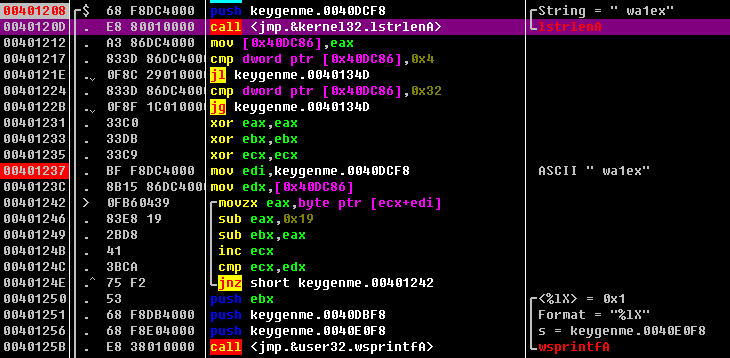 00401208 $ 68 F8DC4000 push keygenme.0040DCF8 String = " wa1ex"
0040120D . E8 80010000 call <jmp.&kernel32.lstrlenA> lstrlenA
00401212 . A3 86DC4000 mov [0x40DC86],eax
00401217 . 833D 86DC4000 cmp dword ptr [0x40DC86],0x4
0040121E .v 0F8C 29010000 jl keygenme.0040134D
00401224 . 833D 86DC4000 cmp dword ptr [0x40DC86],0x32
0040122B .v 0F8F 1C010000 jg keygenme.0040134D
00401231 . 33C0 xor eax,eax
00401233 . 33DB xor ebx,ebx
00401235 . 33C9 xor ecx,ecx
00401237 . BF F8DC4000 mov edi,keygenme.0040DCF8 ASCII " wa1ex"
0040123C . 8B15 86DC4000 mov edx,[0x40DC86]
00401242 > 0FB60439 movzx eax,byte ptr [ecx+edi]
00401246 . 83E8 19 sub eax,0x19
00401249 . 2BD8 sub ebx,eax
0040124B . 41 inc ecx
0040124C . 3BCA cmp ecx,edx
0040124E .^ 75 F2 jnz short keygenme.00401242
00401250 . 53 push ebx <%lX> = 0x1
00401251 . 68 F8DB4000 push keygenme.0040DBF8 Format = "%lX"
00401256 . 68 F8E04000 push keygenme.0040E0F8 s = keygenme.0040E0F8
0040125B . E8 38010000 call <jmp.&user32.wsprintfA> wsprintfA